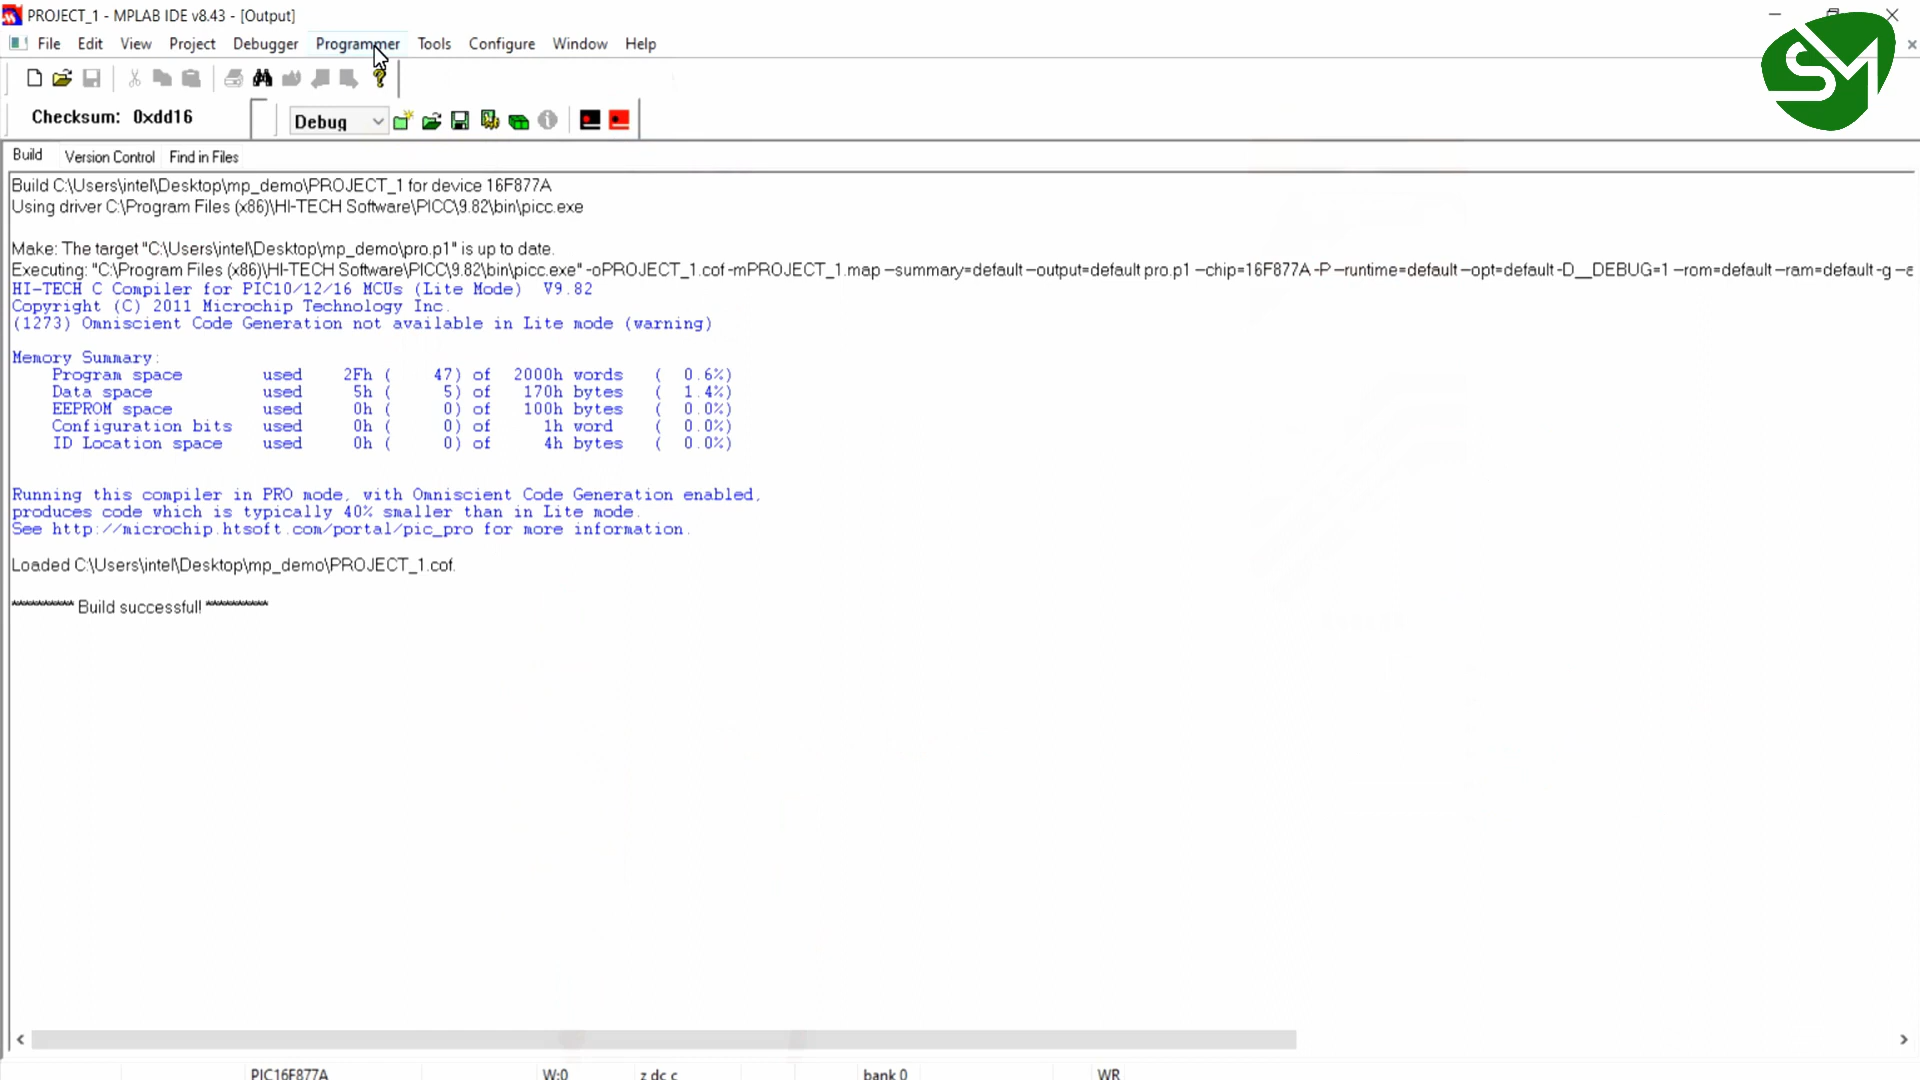 PROJECT_1 - MPLAB IDE v8.43 - [Output]
File Edit View Project Debugger Programmer Tools Configure Window Help
SM
Checksum: 0xdd16 Debug
Build Version Control Find in Files
Build C:\Users\intel\Desktop\mp_demo\PROJECT_1 for device 16F877A
Using driver C:\Program Files (x86)\HI-TECH Software\PICC\9.82\bin\picc.exe
Make: The target "C:\Users\intel\Desktop\mp_demo\pro.p1" is up to date.
Executing: "C:\Program Files (x86)\HI-TECH Software\PICC\9.82\bin\picc.exe" -oPROJECT_1.cof -mPROJECT_1.map --summary=default --output=default pro.p1 --chip=16F877A -P --runtime=default --opt=default -D__DEBUG=1 --rom=default --ram=default -g --a
HI-TECH C Compiler for PIC10/12/16 MCUs (Lite Mode) V9.82
Copyright (C) 2011 Microchip Technology Inc.
(1273) Omniscient Code Generation not available in Lite mode (warning)
Memory Summary:
Program space used 2Fh ( 47) of 2000h words ( 0.6%)
Data space used 5h ( 5) of 170h bytes ( 1.4%)
EEPROM space used 0h ( 0) of 100h bytes ( 0.0%)
Configuration bits used 0h ( 0) of 1h word ( 0.0%)
ID Location space used 0h ( 0) of 4h bytes ( 0.0%)
Running this compiler in PRO mode, with Omniscient Code Generation enabled,
produces code which is typically 40% smaller than in Lite mode.
See http://microchip.htsoft.com/portal/pic_pro for more information.
Loaded C:\Users\intel\Desktop\mp_demo\PROJECT_1.cof.
********** Build successful! **********
PIC16F877A W:0 z dc c bank 0 WR